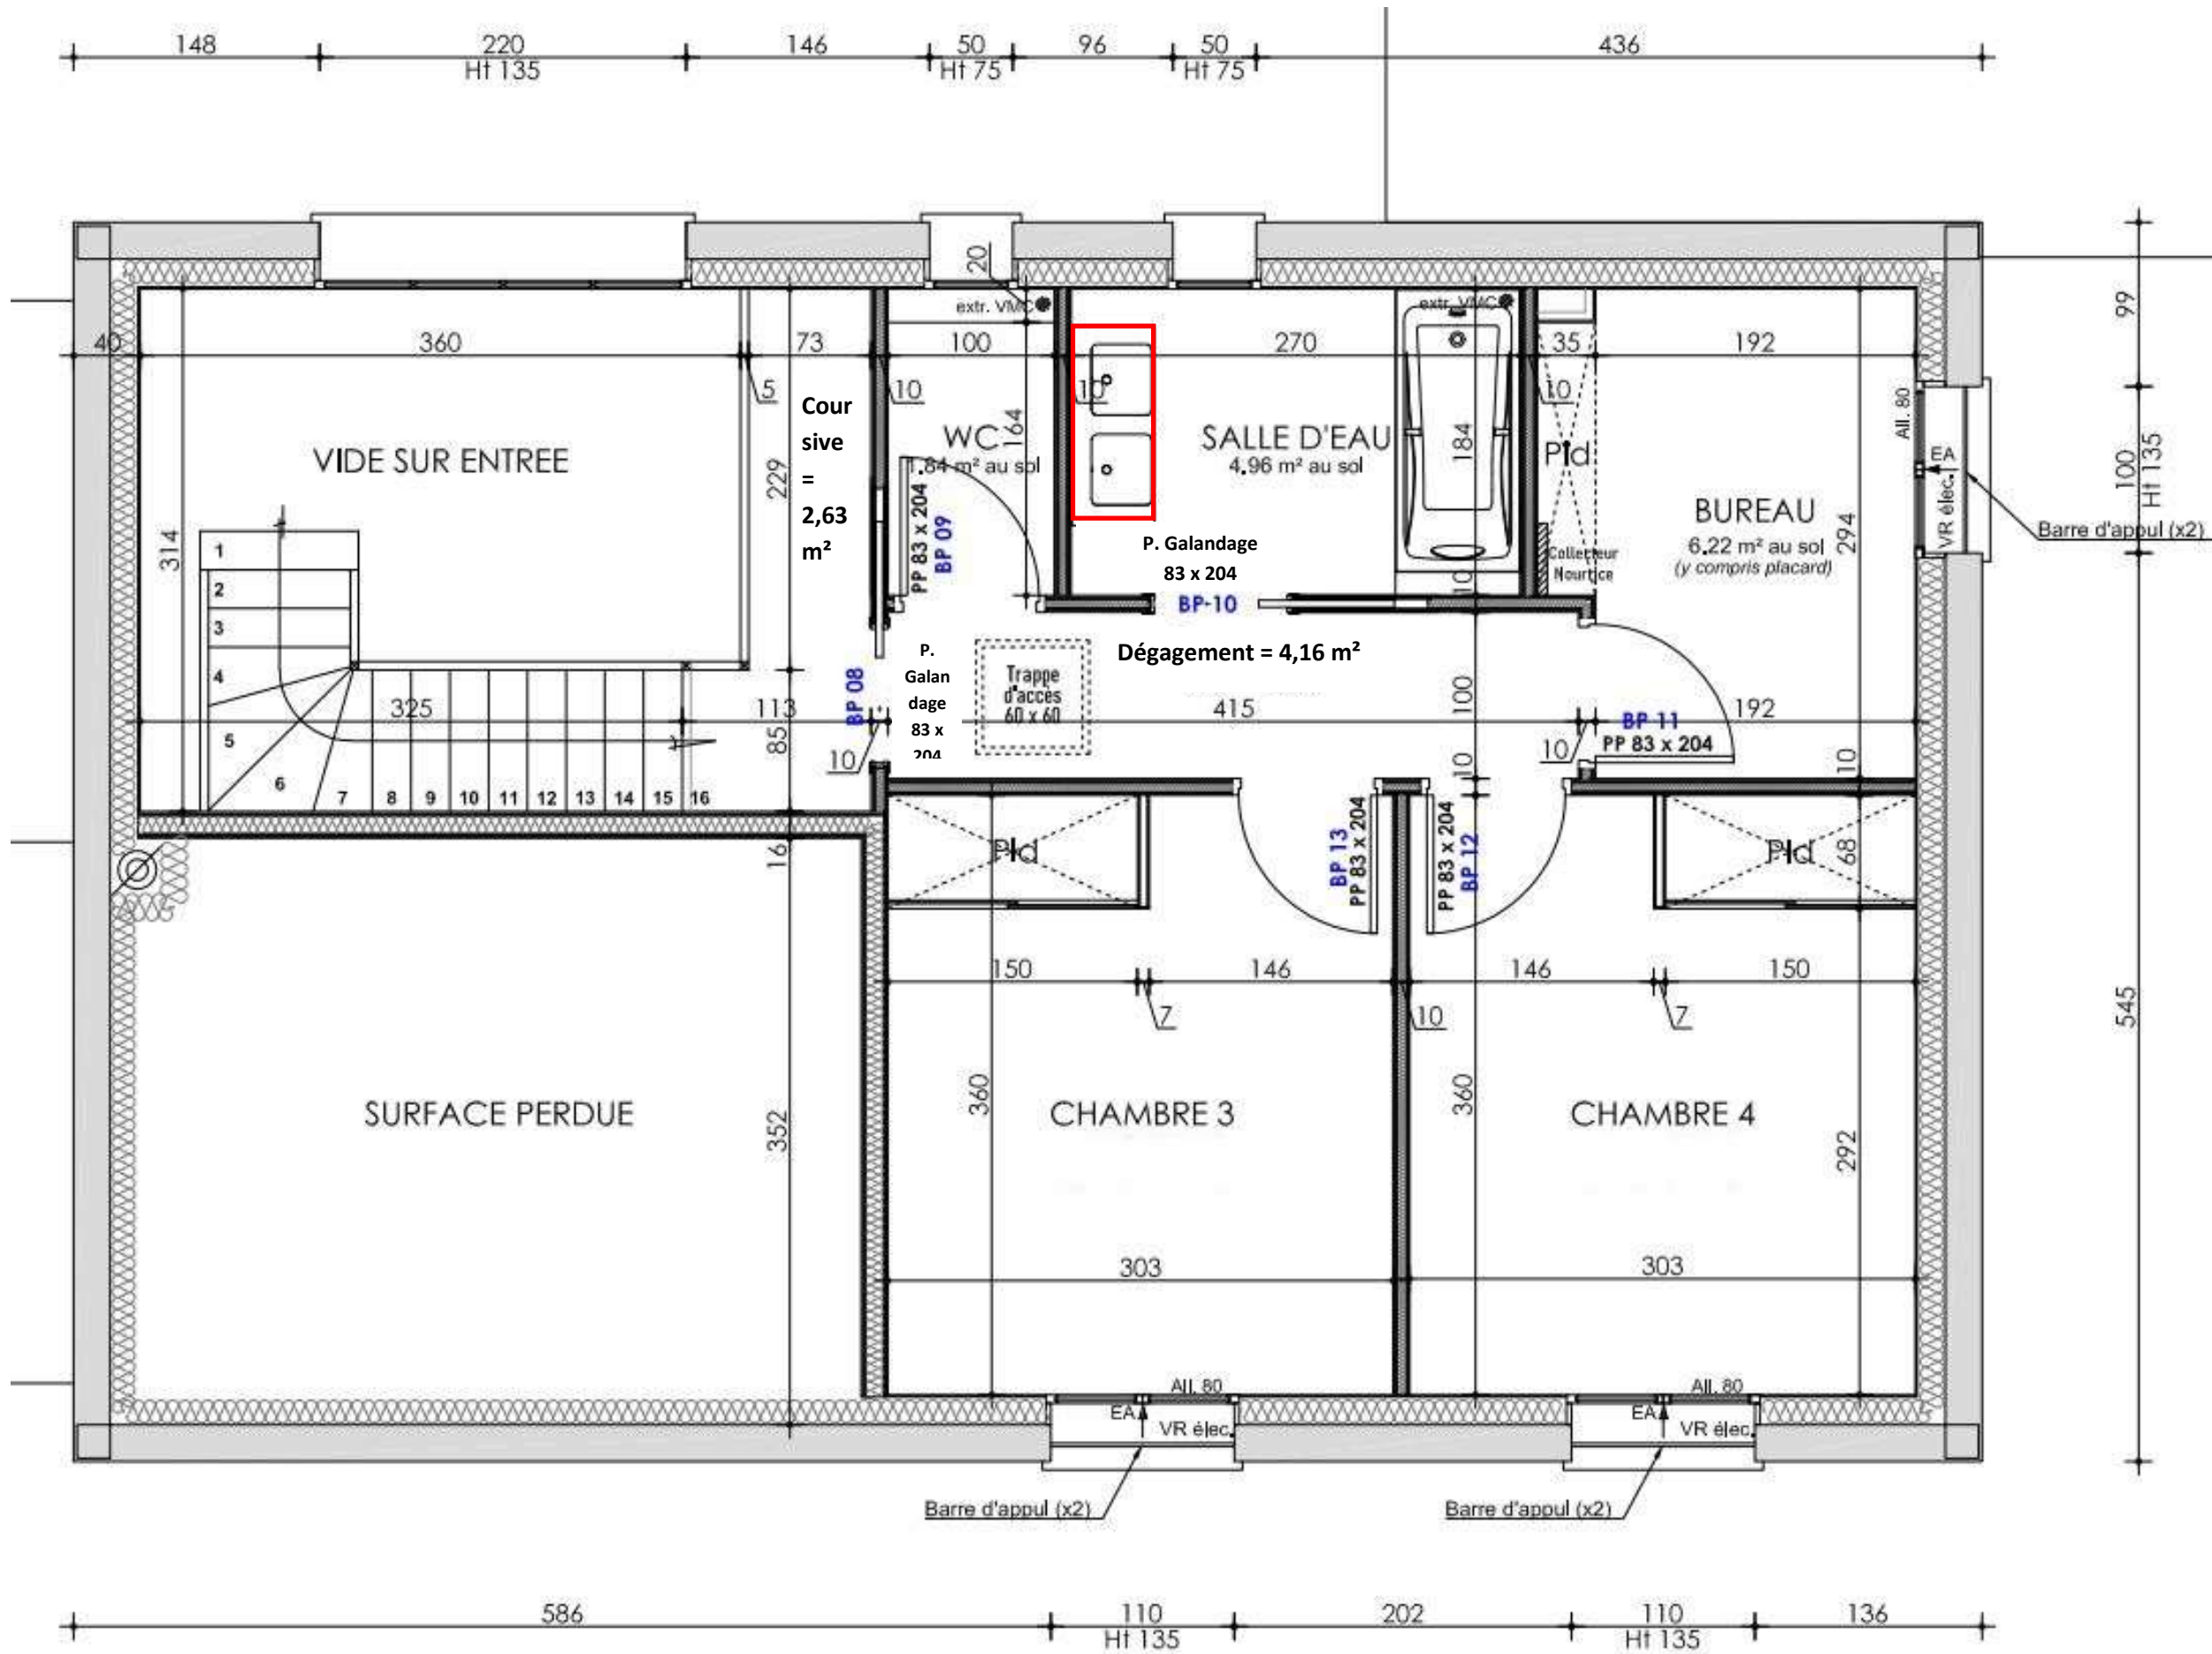 148 220 146 50 96 50 436
Ht 135 Ht 75 Ht 75
20
extr. VMC extr. VMC
40 360 73 100 270 35 192
5 10 10 10
99
Cour
sive
=
2,63
m²
VIDE SUR ENTREE
229
314
WC
1.84 m² au sol
164
PP 83 x 204
BP 09
SALLE D'EAU
4.96 m² au sol
184
Pld
All. 80
EA
VR élec.
100
Ht 135
Barre d'appui (x2)
BUREAU
6.22 m² au sol
(y compris placard)
294
Collecteur
Nourrice
P. Galandage
83 x 204
BP-10
10
1
2
3
4
5
6
7 8 9 10 11 12 13 14 15 16
325 113
85
BP 08
10
P.
Galan
dage
83 x
204
Trappe
d'accès
60 x 60
Dégagement = 4,16 m²
415
100
10
BP 11
PP 83 x 204
192
10
10
16
Pld
BP 13
PP 83 x 204
PP 83 x 204
BP 12
Pld
68
150 146 146 150
7 10 7
545
SURFACE PERDUE
352
360
CHAMBRE 3
360
CHAMBRE 4
292
303 303
All. 80 All. 80
EA EA
VR élec. VR élec.
Barre d'appui (x2) Barre d'appui (x2)
586 110 202 110 136
Ht 135 Ht 135